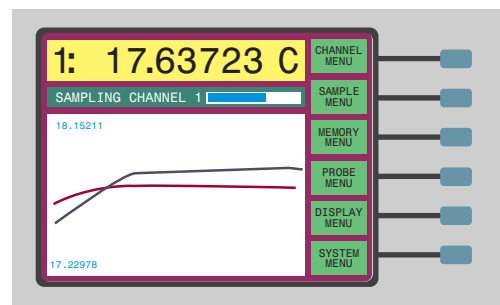 1: 17.63723 C
SAMPLING CHANNEL 1
18.15211
17.22978
CHANNEL
MENU
SAMPLE
MENU
MEMORY
MENU
PROBE
MENU
DISPLAY
MENU
SYSTEM
MENU